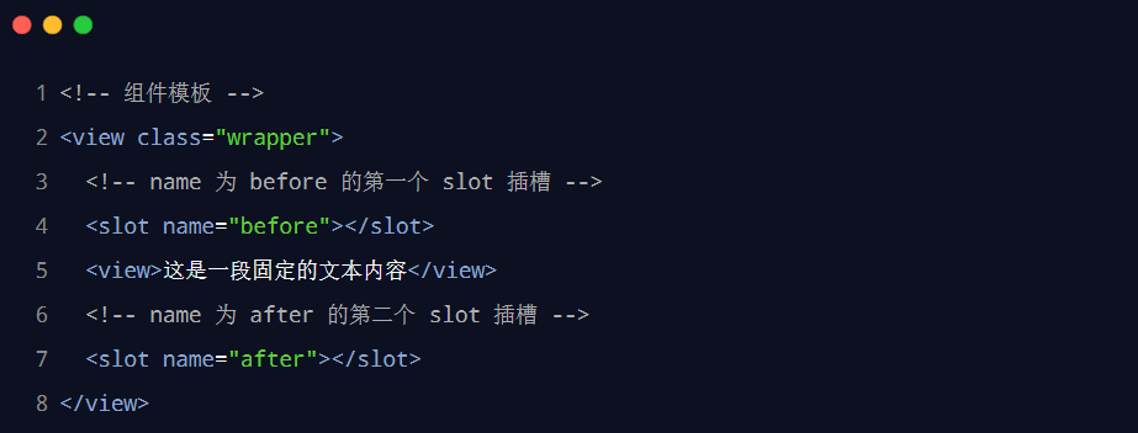 1 <!-- 组件模板 -->
2 <view class="wrapper">
3   <!-- name 为 before 的第一个 slot 插槽 -->
4   <slot name="before"></slot>
5   <view>这是一段固定的文本内容</view>
6   <!-- name 为 after 的第二个 slot 插槽 -->
7   <slot name="after"></slot>
8 </view>